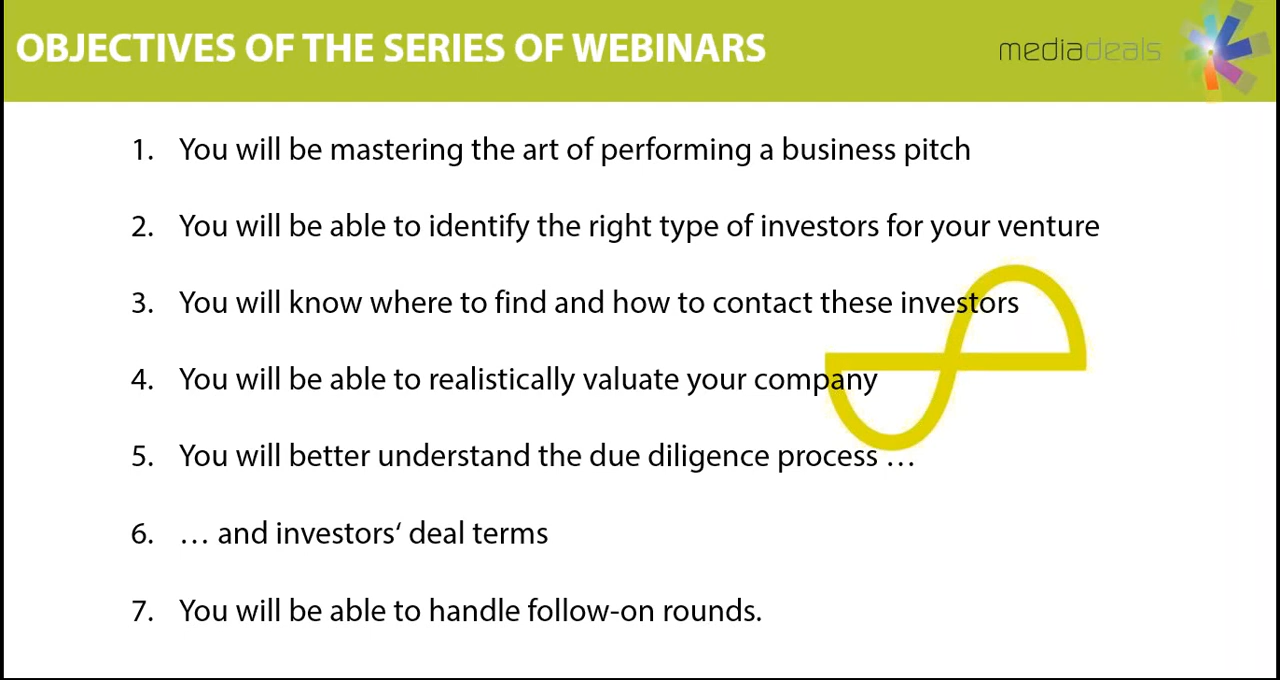 OBJECTIVES OF THE SERIES OF WEBINARS
mediadeals
1. You will be mastering the art of performing a business pitch
2. You will be able to identify the right type of investors for your venture
3. You will know where to find and how to contact these investors
4. You will be able to realistically valuate your company
5. You will better understand the due diligence process …
6. … and investors‘ deal terms
7. You will be able to handle follow-on rounds.